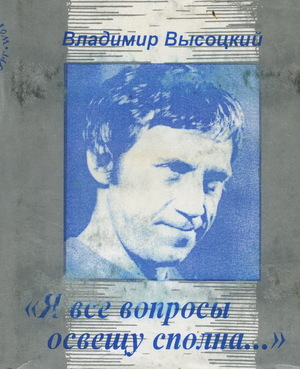 Владимир Высоцкий
«Я все вопросы
освещу сполна...»